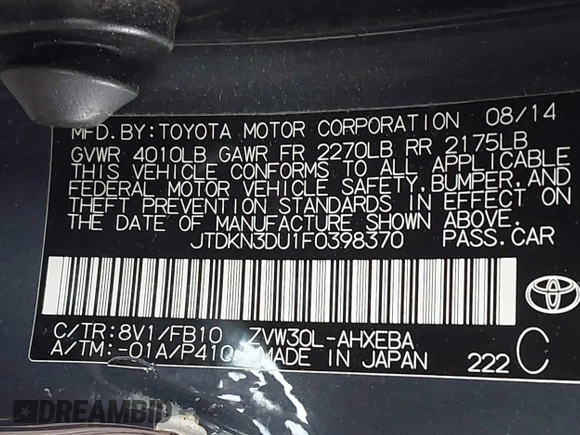 MFD.BY:TOYOTA MOTOR CORPORATION 08/14
GVWR 4010LB GAWR FR 2270LB RR 2175LB
THIS VEHICLE CONFORMS TO ALL APPLICABLE
FEDERAL MOTOR VEHICLE SAFETY, BUMPER, AND
THEFT PREVENTION STANDARDS IN EFFECT ON
THE DATE OF MANUFACTURE SHOWN ABOVE.
JTDKN3DU1F0398370 PASS.CAR
C/TR:8V1/FB10 ZVW30L-AHXEBA C
A/TM:-01A/P410 MADE IN JAPAN 222
DREAMBID